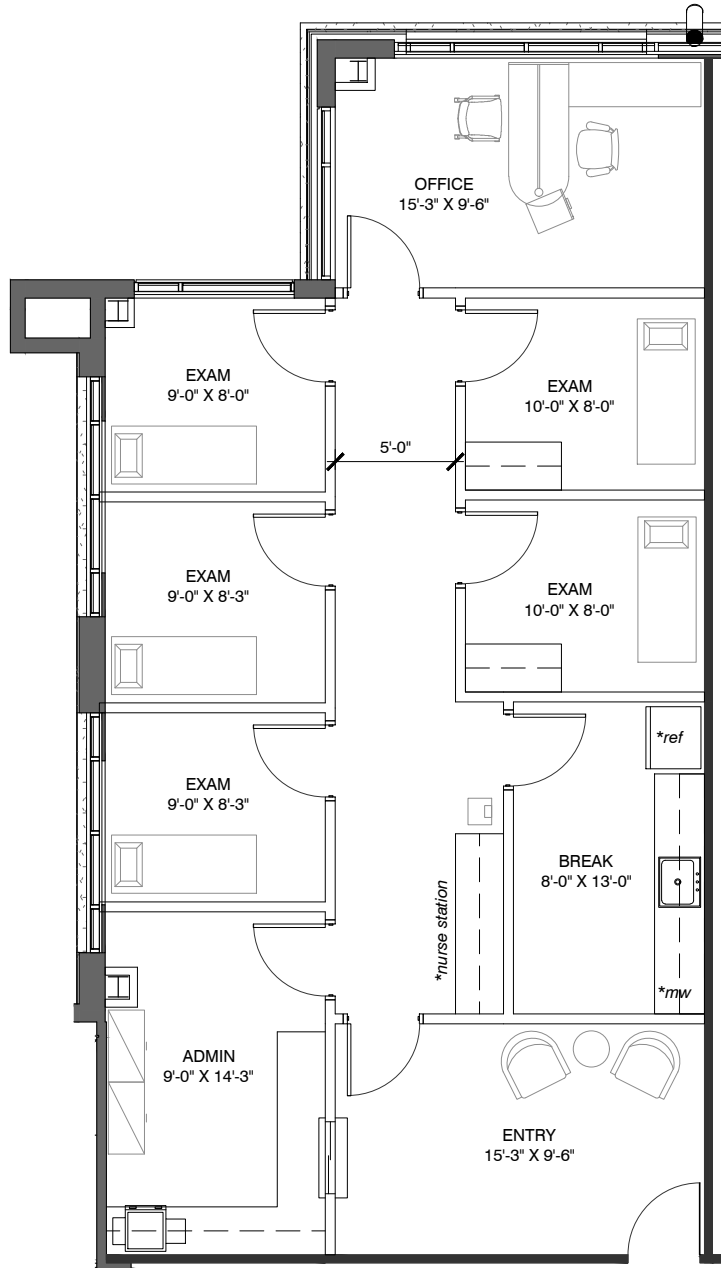 OFFICE
15'-3" X 9'-6"
EXAM
9'-0" X 8'-0"
EXAM
10'-0" X 8'-0"
5'-0"
EXAM
9'-0" X 8'-3"
EXAM
10'-0" X 8'-0"
*ref
EXAM
9'-0" X 8'-3"
BREAK
8'-0" X 13'-0"
*nurse station
*mw
ADMIN
9'-0" X 14'-3"
ENTRY
15'-3" X 9'-6"